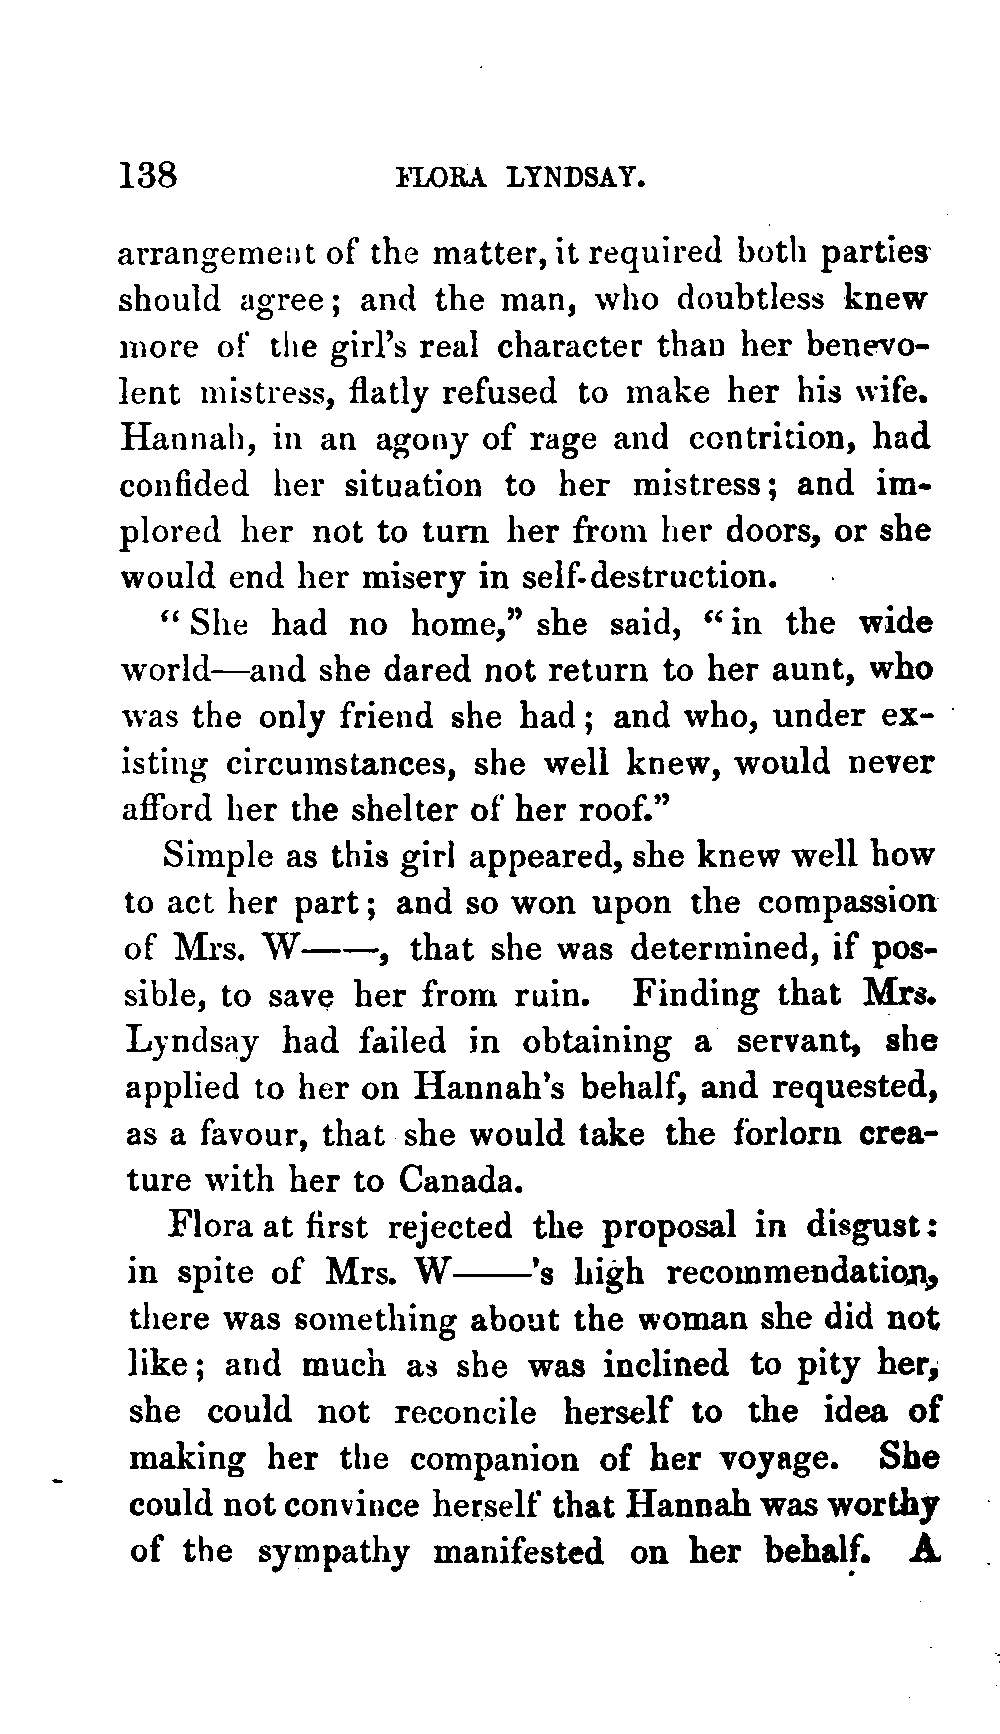 138 FLORA LYNDSAY.
arrangement of the matter, it required both parties
should agree; and the man, who doubtless knew
more of the girl's real character than her benevo-
lent mistress, flatly refused to make her his wife.
Hannah, in an agony of rage and contrition, had
confided her situation to her mistress; and im-
plored her not to turn her from her doors, or she
would end her misery in self-destruction.
"She had no home," she said, "in the wide
world—and she dared not return to her aunt, who
was the only friend she had; and who, under ex-
isting circumstances, she well knew, would never
afford her the shelter of her roof."
Simple as this girl appeared, she knew well how
to act her part; and so won upon the compassion
of Mrs. W——, that she was determined, if pos-
sible, to save her from ruin. Finding that Mrs.
Lyndsay had failed in obtaining a servant, she
applied to her on Hannah's behalf, and requested,
as a favour, that she would take the forlorn crea-
ture with her to Canada.
Flora at first rejected the proposal in disgust:
in spite of Mrs. W——'s high recommendation,
there was something about the woman she did not
like; and much as she was inclined to pity her,
she could not reconcile herself to the idea of
making her the companion of her voyage. She
could not convince herself that Hannah was worthy
of the sympathy manifested on her behalf. A